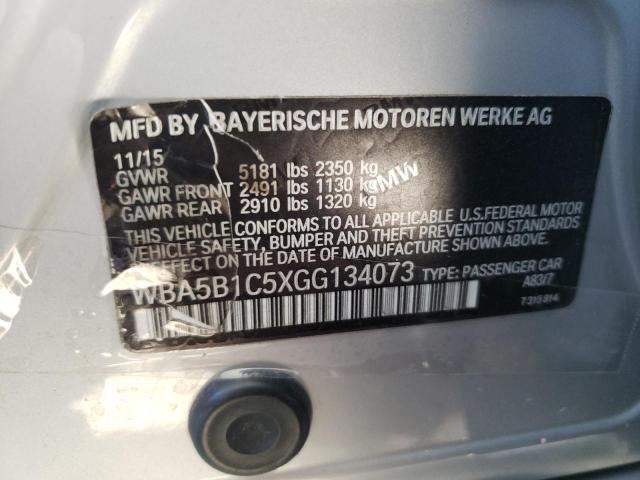 MFD BY BAYERISCHE MOTOREN WERKE AG
11/15
GVWR 5181 lbs 2350 kg
GAWR FRONT 2491 lbs 1130 kg
GAWR REAR 2910 lbs 1320 kg
BMW
THIS VEHICLE CONFORMS TO ALL APPLICABLE U.S.FEDERAL MOTOR
VEHICLE SAFETY, BUMPER AND THEFT PREVENTION STANDARDS
IN EFFECT ON THE DATE OF MANUFACTURE SHOWN ABOVE.
WBA5B1C5XGG134073 TYPE: PASSENGER CAR
A83/7
7 315 814